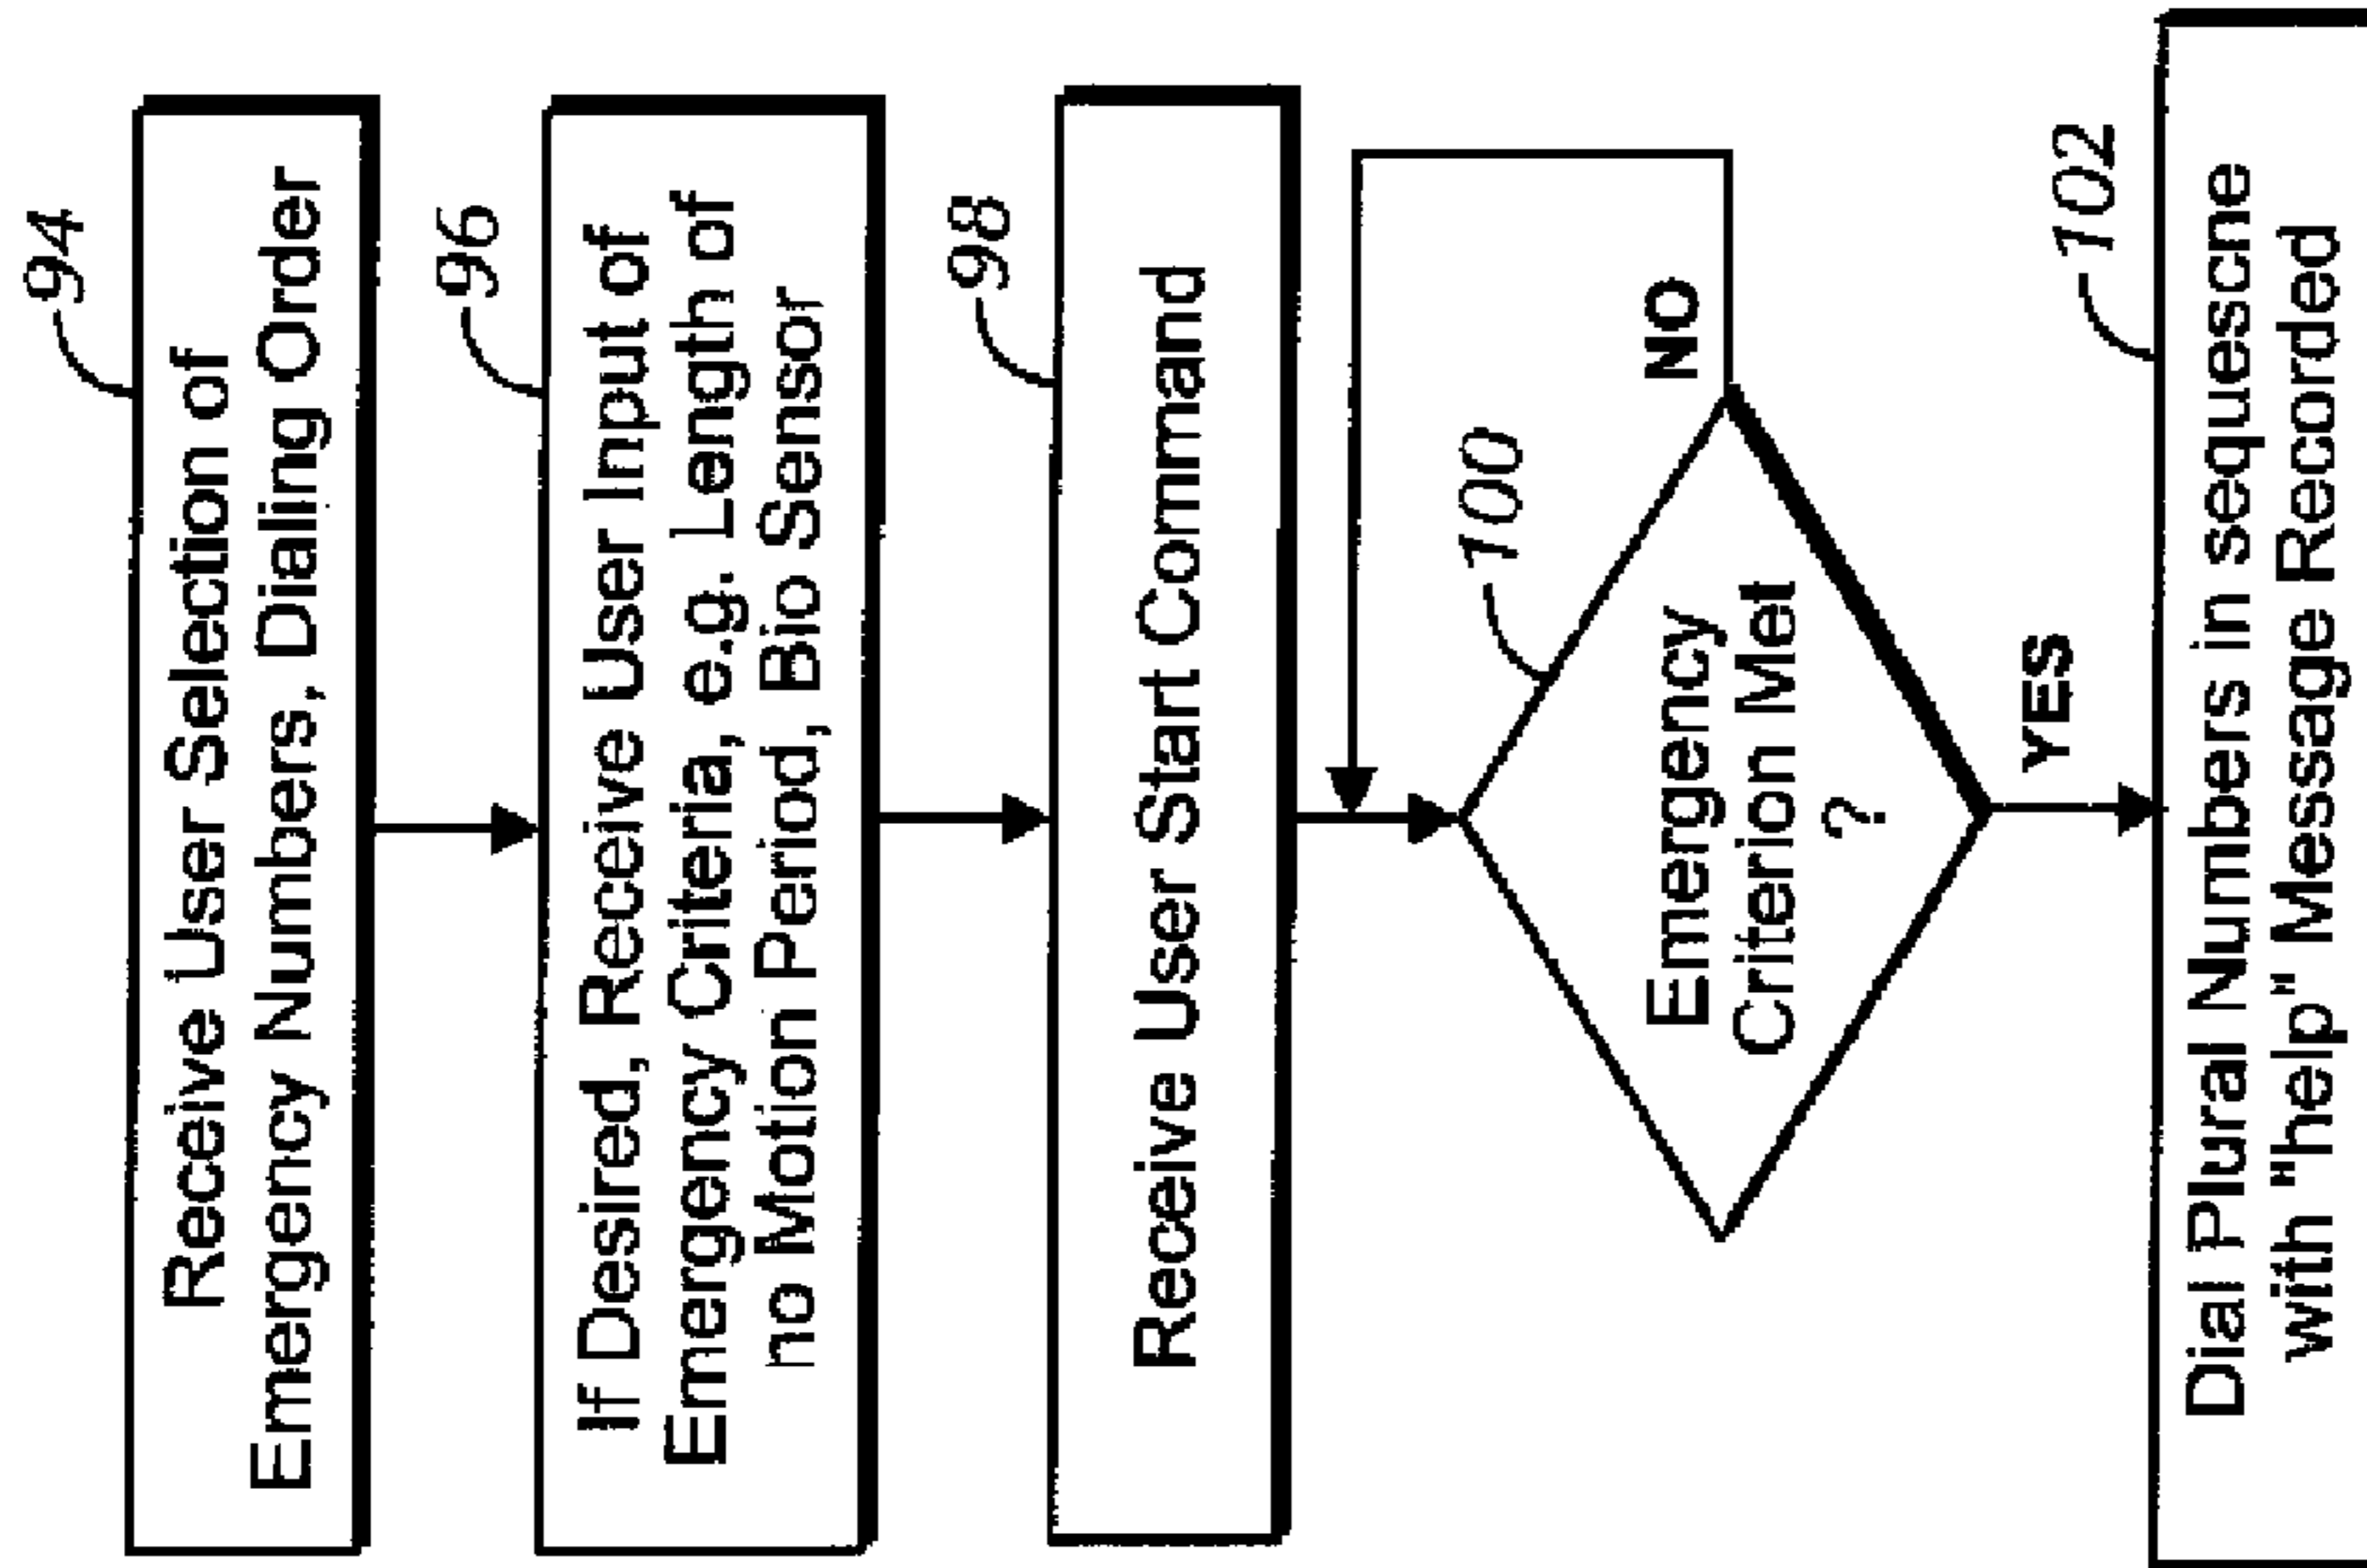 94
Receive User Selection of
Emergency Numbers, Dialing Order
96
If Desired, Receive User Input of
Emergency Criteria, e.g. Length of
no Motion Period, Bio Sensor
98
Receive User Start Command
100
Emergency
Criterion Met
?
NO
YES
102
Dial Plural Numbers in sequescne
with "help" Message Recorded